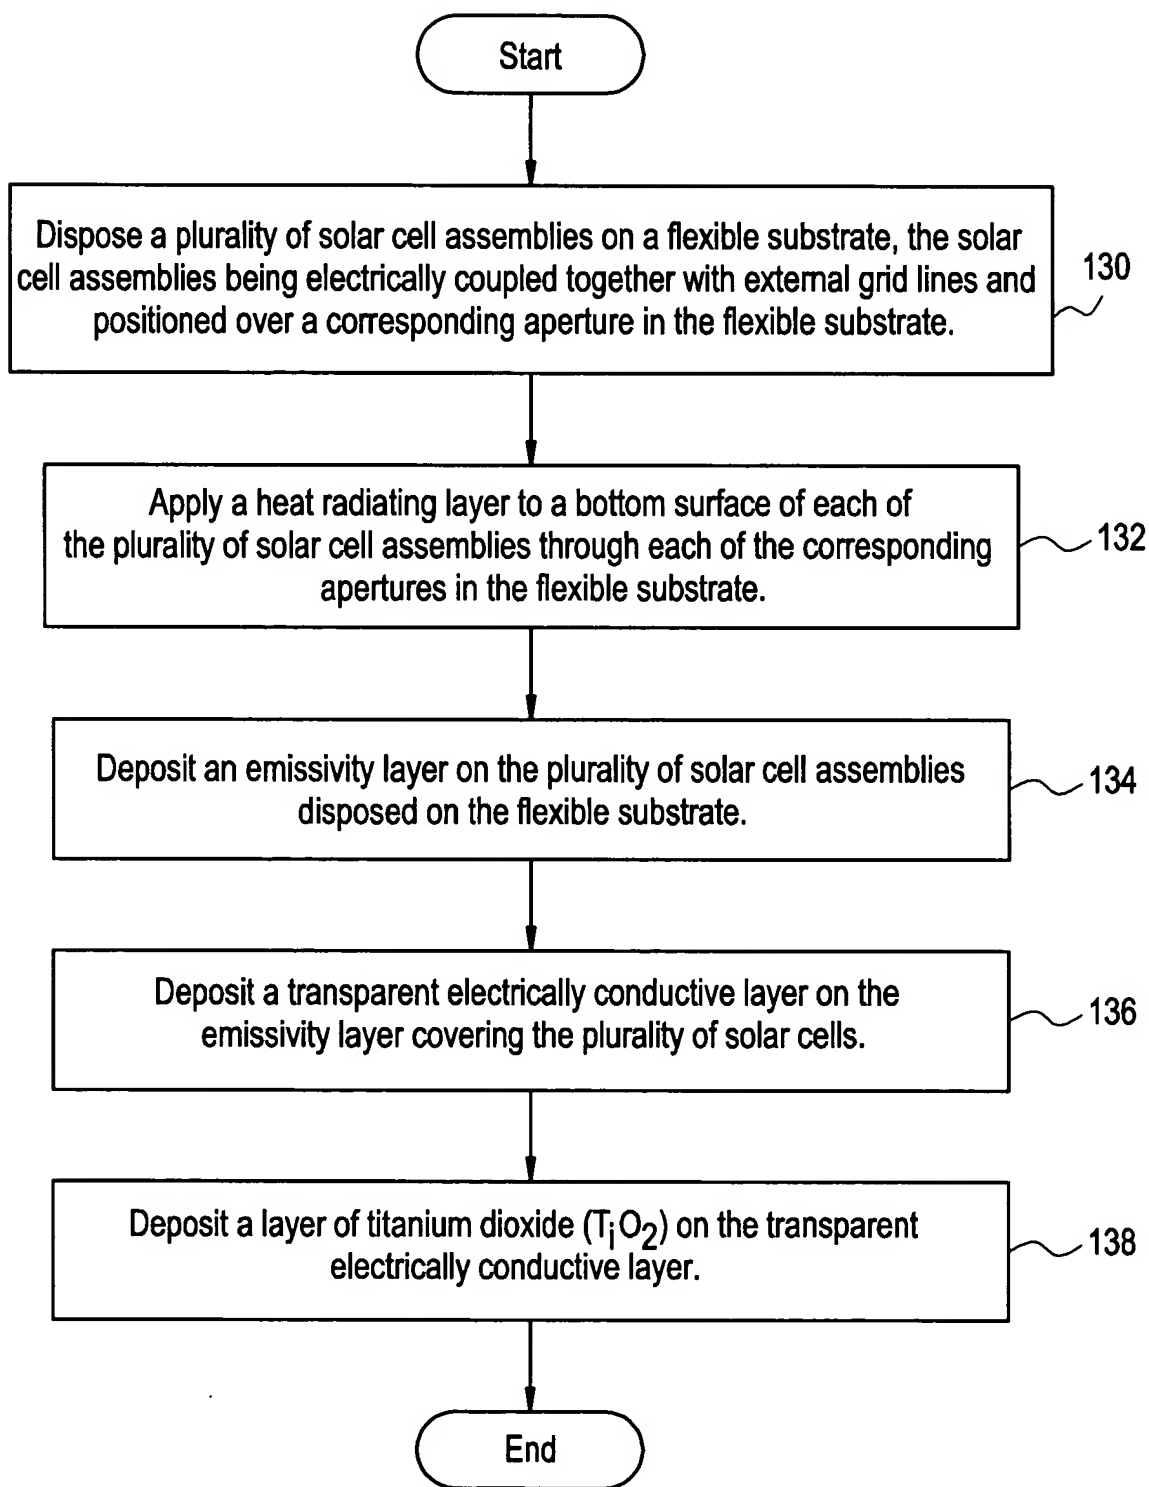 Start
Dispose a plurality of solar cell assemblies on a flexible substrate, the solar
cell assemblies being electrically coupled together with external grid lines and
positioned over a corresponding aperture in the flexible substrate.
130
Apply a heat radiating layer to a bottom surface of each of
the plurality of solar cell assemblies through each of the corresponding
apertures in the flexible substrate.
132
Deposit an emissivity layer on the plurality of solar cell assemblies
disposed on the flexible substrate.
134
Deposit a transparent electrically conductive layer on the
emissivity layer covering the plurality of solar cells.
136
Deposit a layer of titanium dioxide (TiO2) on the transparent
electrically conductive layer.
138
End